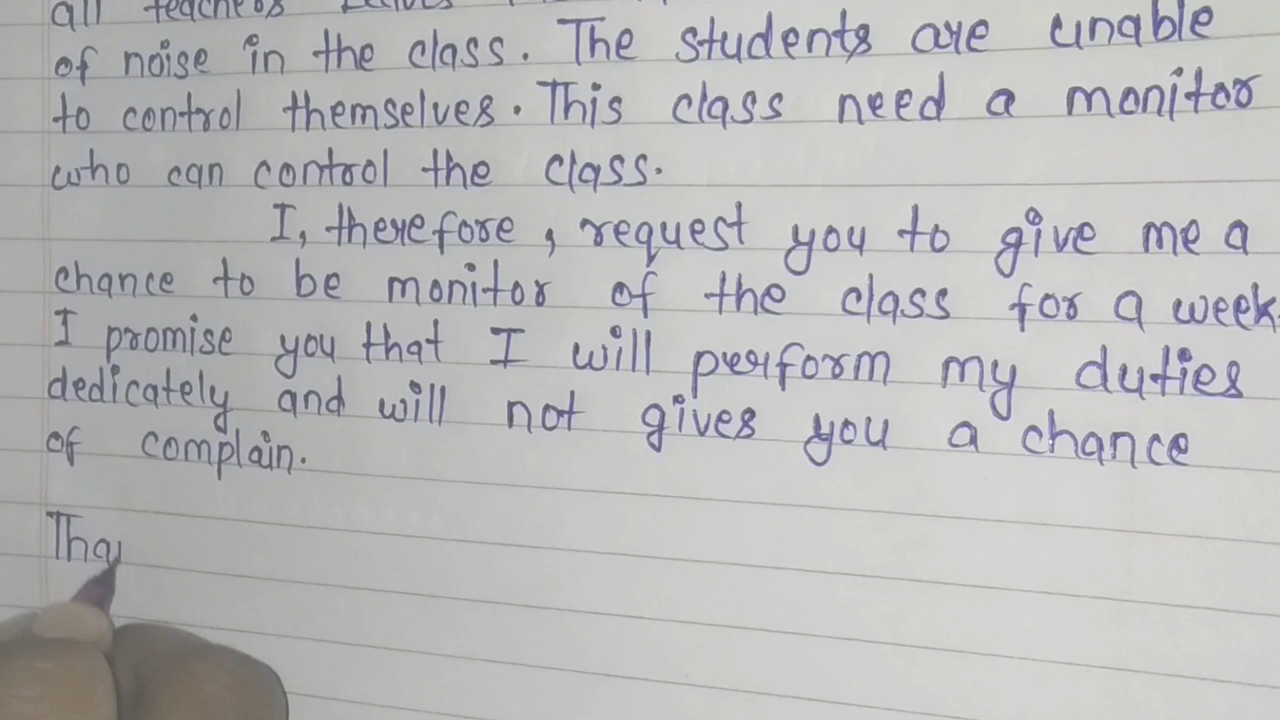 all teachers
of noise in the class. The students are unable
to control themselves. This class need a monitor
who can control the class.
I, therefore, request you to give me a
chance to be monitor of the class for a week.
I promise you that I will perform my duties
dedicately and will not gives you a chance
of complain.
Tha